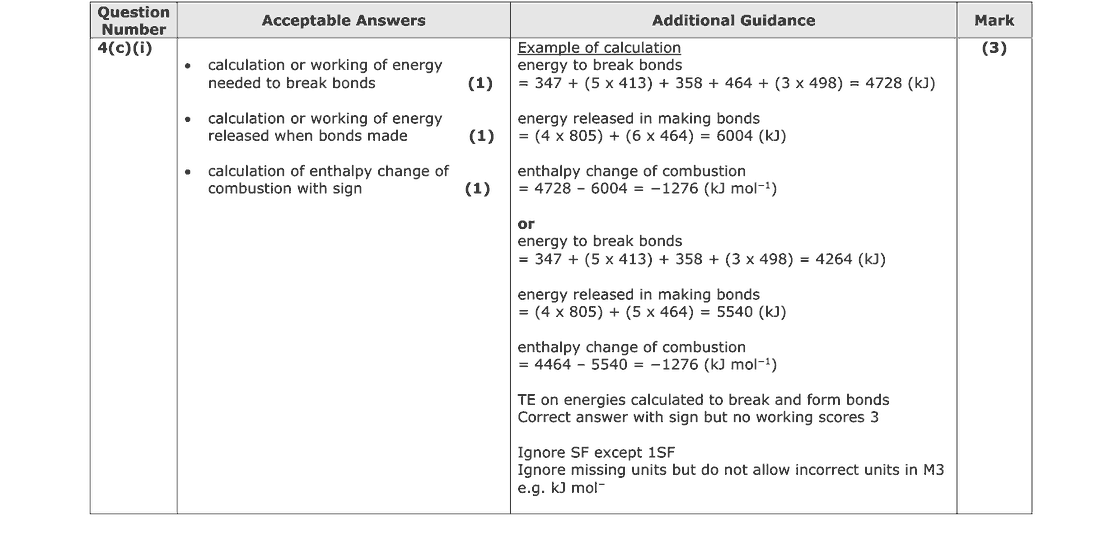 Question Number
Acceptable Answers
Additional Guidance
Mark
4(c)(i)
• calculation or working of energy
needed to break bonds (1)
• calculation or working of energy
released when bonds made (1)
• calculation of enthalpy change of
combustion with sign (1)
Example of calculation
energy to break bonds
= 347 + (5 x 413) + 358 + 464 + (3 x 498) = 4728 (kJ)
energy released in making bonds
= (4 x 805) + (6 x 464) = 6004 (kJ)
enthalpy change of combustion
= 4728 – 6004 = −1276 (kJ mol⁻¹)
or
energy to break bonds
= 347 + (5 x 413) + 358 + (3 x 498) = 4264 (kJ)
energy released in making bonds
= (4 x 805) + (5 x 464) = 5540 (kJ)
enthalpy change of combustion
= 4464 – 5540 = −1276 (kJ mol⁻¹)
TE on energies calculated to break and form bonds
Correct answer with sign but no working scores 3
Ignore SF except 1SF
Ignore missing units but do not allow incorrect units in M3
e.g. kJ mol⁻
(3)